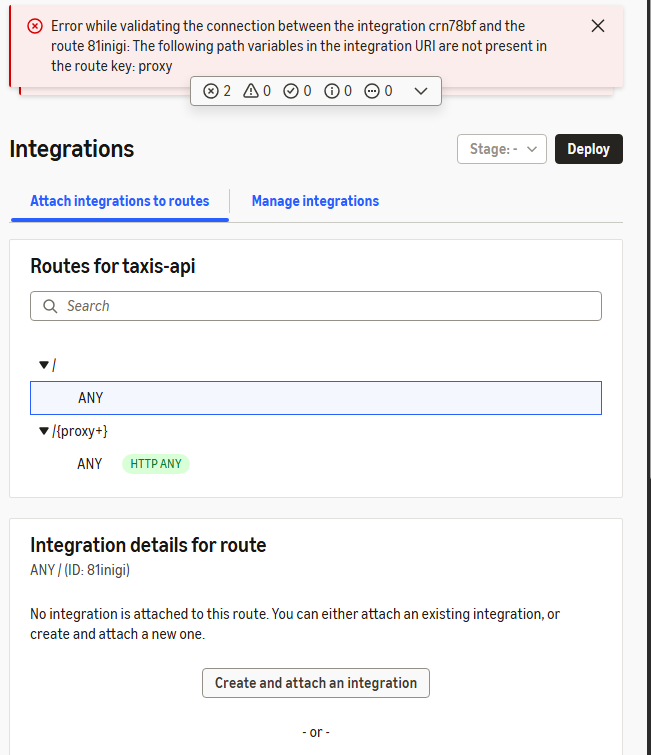 Error while validating the connection between the integration crn78bf and the
route 81inigi: The following path variables in the integration URI are not present in
the route key: proxy
2 0 0 0 0
Integrations
Stage: -
Deploy
Attach integrations to routes
Manage integrations
Routes for taxis-api
Search
/
ANY
/{proxy+}
ANY HTTP ANY
Integration details for route
ANY / (ID: 81inigi)
No integration is attached to this route. You can either attach an existing integration, or
create and attach a new one.
Create and attach an integration
- or -